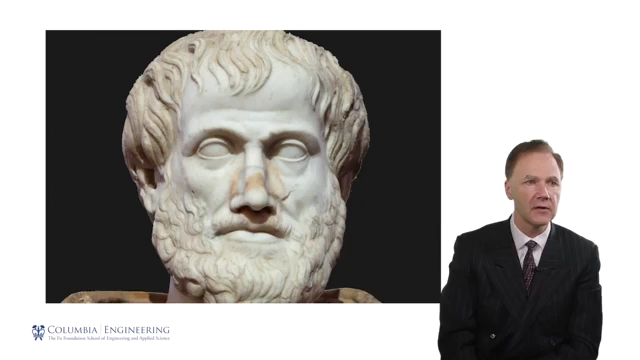 COLUMBIA | ENGINEERING
The Fu Foundation School of Engineering and Applied Science